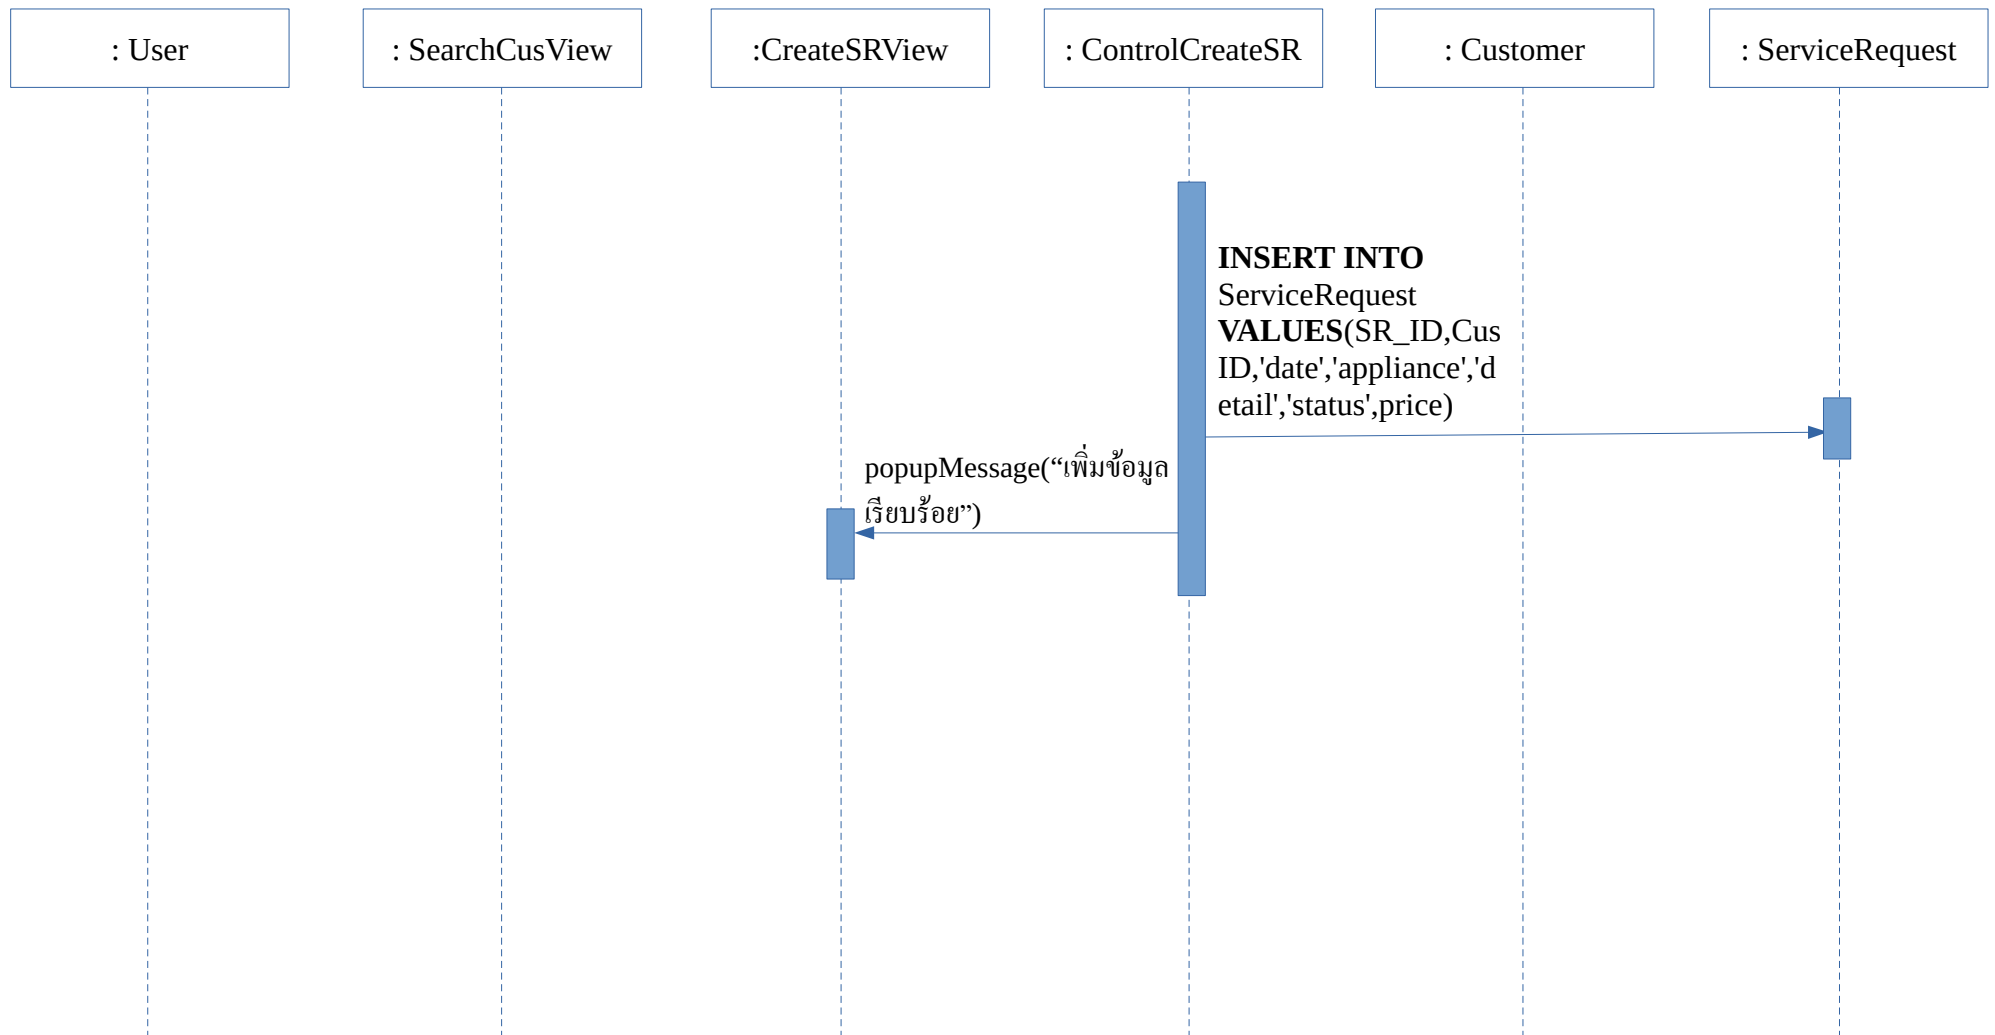 : User
: SearchCusView
:CreateSRView
: ControlCreateSR
: Customer
: ServiceRequest
INSERT INTO
ServiceRequest
VALUES(SR_ID,Cus
ID,'date','appliance','d
etail','status',price)
popupMessage(“เพิ่มข้อมูล
เรียบร้อย”)